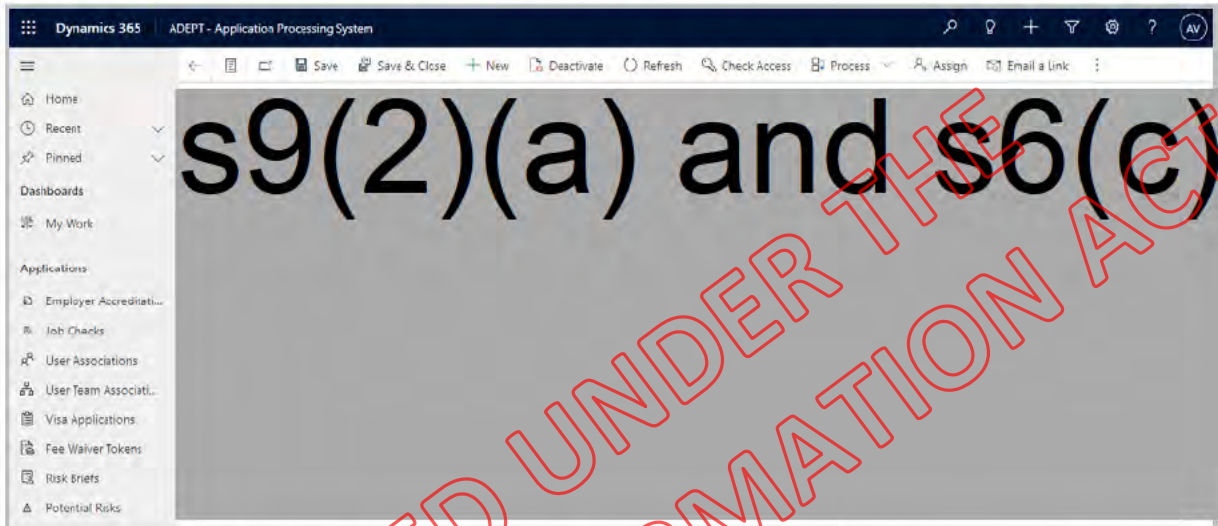 Dynamics 365 ADEPT - Application Processing System ? AV
Save Save & Close + New Deactivate Refresh Check Access Process Assign Email a Link
Home
Recent
Pinned
Dashboards
My Work
Applications
Employer Accreditati...
Job Checks
User Associations
User Team Associati...
Visa Applications
Fee Waiver Tokens
Risk Briefs
Potential Risks
s9(2)(a) and s6(c)
UNDER THE
ACT